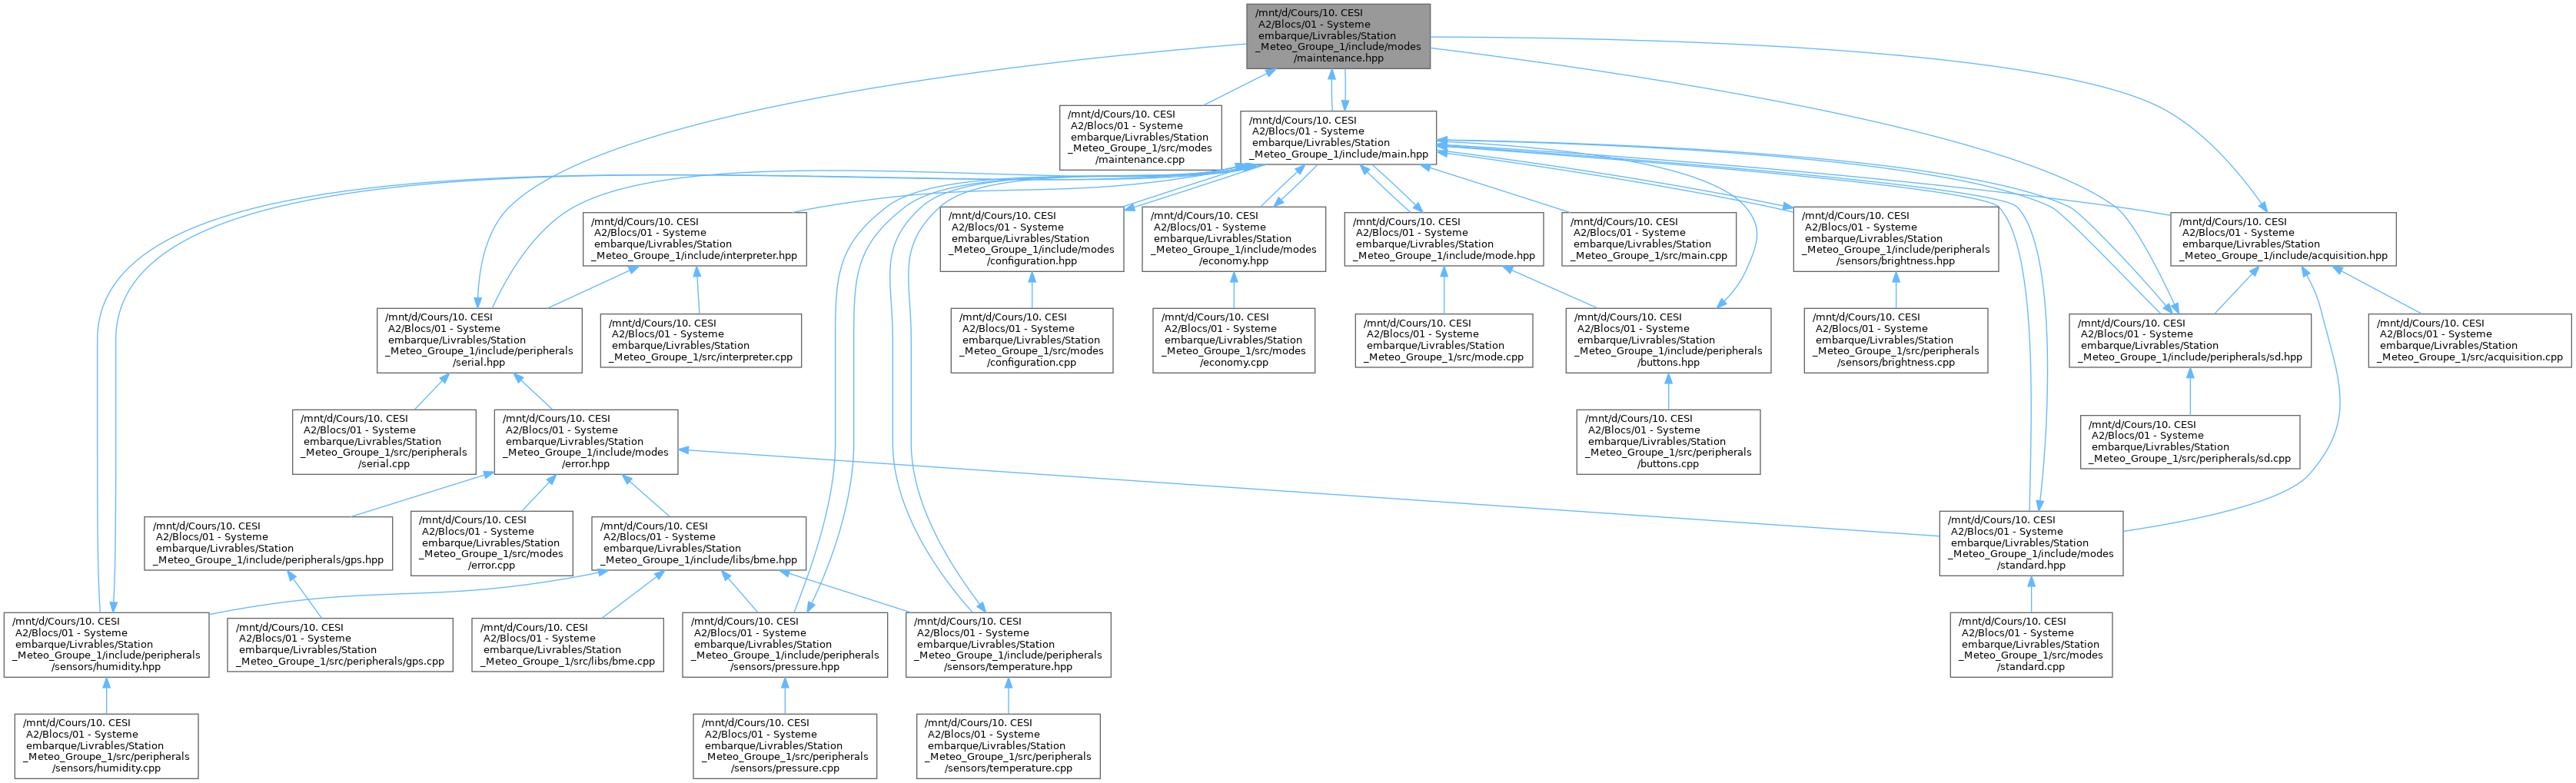 /mnt/d/Cours/10. CESI
A2/Blocs/01 - Systeme
embarque/Livrables/Station
_Meteo_Groupe_1/include/modes
/maintenance.hpp
/mnt/d/Cours/10. CESI
A2/Blocs/01 - Systeme
embarque/Livrables/Station
_Meteo_Groupe_1/src/modes
/maintenance.cpp
/mnt/d/Cours/10. CESI
A2/Blocs/01 - Systeme
embarque/Livrables/Station
_Meteo_Groupe_1/include/main.hpp
/mnt/d/Cours/10. CESI
A2/Blocs/01 - Systeme
embarque/Livrables/Station
_Meteo_Groupe_1/include/interpreter.hpp
/mnt/d/Cours/10. CESI
A2/Blocs/01 - Systeme
embarque/Livrables/Station
_Meteo_Groupe_1/include/modes
/configuration.hpp
/mnt/d/Cours/10. CESI
A2/Blocs/01 - Systeme
embarque/Livrables/Station
_Meteo_Groupe_1/include/modes
/economy.hpp
/mnt/d/Cours/10. CESI
A2/Blocs/01 - Systeme
embarque/Livrables/Station
_Meteo_Groupe_1/include/mode.hpp
/mnt/d/Cours/10. CESI
A2/Blocs/01 - Systeme
embarque/Livrables/Station
_Meteo_Groupe_1/src/main.cpp
/mnt/d/Cours/10. CESI
A2/Blocs/01 - Systeme
embarque/Livrables/Station
_Meteo_Groupe_1/include/peripherals
/sensors/brightness.hpp
/mnt/d/Cours/10. CESI
A2/Blocs/01 - Systeme
embarque/Livrables/Station
_Meteo_Groupe_1/include/acquisition.hpp
/mnt/d/Cours/10. CESI
A2/Blocs/01 - Systeme
embarque/Livrables/Station
_Meteo_Groupe_1/include/peripherals
/serial.hpp
/mnt/d/Cours/10. CESI
A2/Blocs/01 - Systeme
embarque/Livrables/Station
_Meteo_Groupe_1/src/interpreter.cpp
/mnt/d/Cours/10. CESI
A2/Blocs/01 - Systeme
embarque/Livrables/Station
_Meteo_Groupe_1/src/modes
/configuration.cpp
/mnt/d/Cours/10. CESI
A2/Blocs/01 - Systeme
embarque/Livrables/Station
_Meteo_Groupe_1/src/modes
/economy.cpp
/mnt/d/Cours/10. CESI
A2/Blocs/01 - Systeme
embarque/Livrables/Station
_Meteo_Groupe_1/src/mode.cpp
/mnt/d/Cours/10. CESI
A2/Blocs/01 - Systeme
embarque/Livrables/Station
_Meteo_Groupe_1/include/peripherals
/buttons.hpp
/mnt/d/Cours/10. CESI
A2/Blocs/01 - Systeme
embarque/Livrables/Station
_Meteo_Groupe_1/src/peripherals
/sensors/brightness.cpp
/mnt/d/Cours/10. CESI
A2/Blocs/01 - Systeme
embarque/Livrables/Station
_Meteo_Groupe_1/include/peripherals/sd.hpp
/mnt/d/Cours/10. CESI
A2/Blocs/01 - Systeme
embarque/Livrables/Station
_Meteo_Groupe_1/src/acquisition.cpp
/mnt/d/Cours/10. CESI
A2/Blocs/01 - Systeme
embarque/Livrables/Station
_Meteo_Groupe_1/src/peripherals
/serial.cpp
/mnt/d/Cours/10. CESI
A2/Blocs/01 - Systeme
embarque/Livrables/Station
_Meteo_Groupe_1/include/modes
/error.hpp
/mnt/d/Cours/10. CESI
A2/Blocs/01 - Systeme
embarque/Livrables/Station
_Meteo_Groupe_1/src/peripherals
/buttons.cpp
/mnt/d/Cours/10. CESI
A2/Blocs/01 - Systeme
embarque/Livrables/Station
_Meteo_Groupe_1/src/peripherals/sd.cpp
/mnt/d/Cours/10. CESI
A2/Blocs/01 - Systeme
embarque/Livrables/Station
_Meteo_Groupe_1/include/peripherals/gps.hpp
/mnt/d/Cours/10. CESI
A2/Blocs/01 - Systeme
embarque/Livrables/Station
_Meteo_Groupe_1/src/modes
/error.cpp
/mnt/d/Cours/10. CESI
A2/Blocs/01 - Systeme
embarque/Livrables/Station
_Meteo_Groupe_1/include/libs/bme.hpp
/mnt/d/Cours/10. CESI
A2/Blocs/01 - Systeme
embarque/Livrables/Station
_Meteo_Groupe_1/include/modes
/standard.hpp
/mnt/d/Cours/10. CESI
A2/Blocs/01 - Systeme
embarque/Livrables/Station
_Meteo_Groupe_1/include/peripherals
/sensors/humidity.hpp
/mnt/d/Cours/10. CESI
A2/Blocs/01 - Systeme
embarque/Livrables/Station
_Meteo_Groupe_1/src/peripherals/gps.cpp
/mnt/d/Cours/10. CESI
A2/Blocs/01 - Systeme
embarque/Livrables/Station
_Meteo_Groupe_1/src/libs/bme.cpp
/mnt/d/Cours/10. CESI
A2/Blocs/01 - Systeme
embarque/Livrables/Station
_Meteo_Groupe_1/include/peripherals
/sensors/pressure.hpp
/mnt/d/Cours/10. CESI
A2/Blocs/01 - Systeme
embarque/Livrables/Station
_Meteo_Groupe_1/include/peripherals
/sensors/temperature.hpp
/mnt/d/Cours/10. CESI
A2/Blocs/01 - Systeme
embarque/Livrables/Station
_Meteo_Groupe_1/src/modes
/standard.cpp
/mnt/d/Cours/10. CESI
A2/Blocs/01 - Systeme
embarque/Livrables/Station
_Meteo_Groupe_1/src/peripherals
/sensors/humidity.cpp
/mnt/d/Cours/10. CESI
A2/Blocs/01 - Systeme
embarque/Livrables/Station
_Meteo_Groupe_1/src/peripherals
/sensors/pressure.cpp
/mnt/d/Cours/10. CESI
A2/Blocs/01 - Systeme
embarque/Livrables/Station
_Meteo_Groupe_1/src/peripherals
/sensors/temperature.cpp